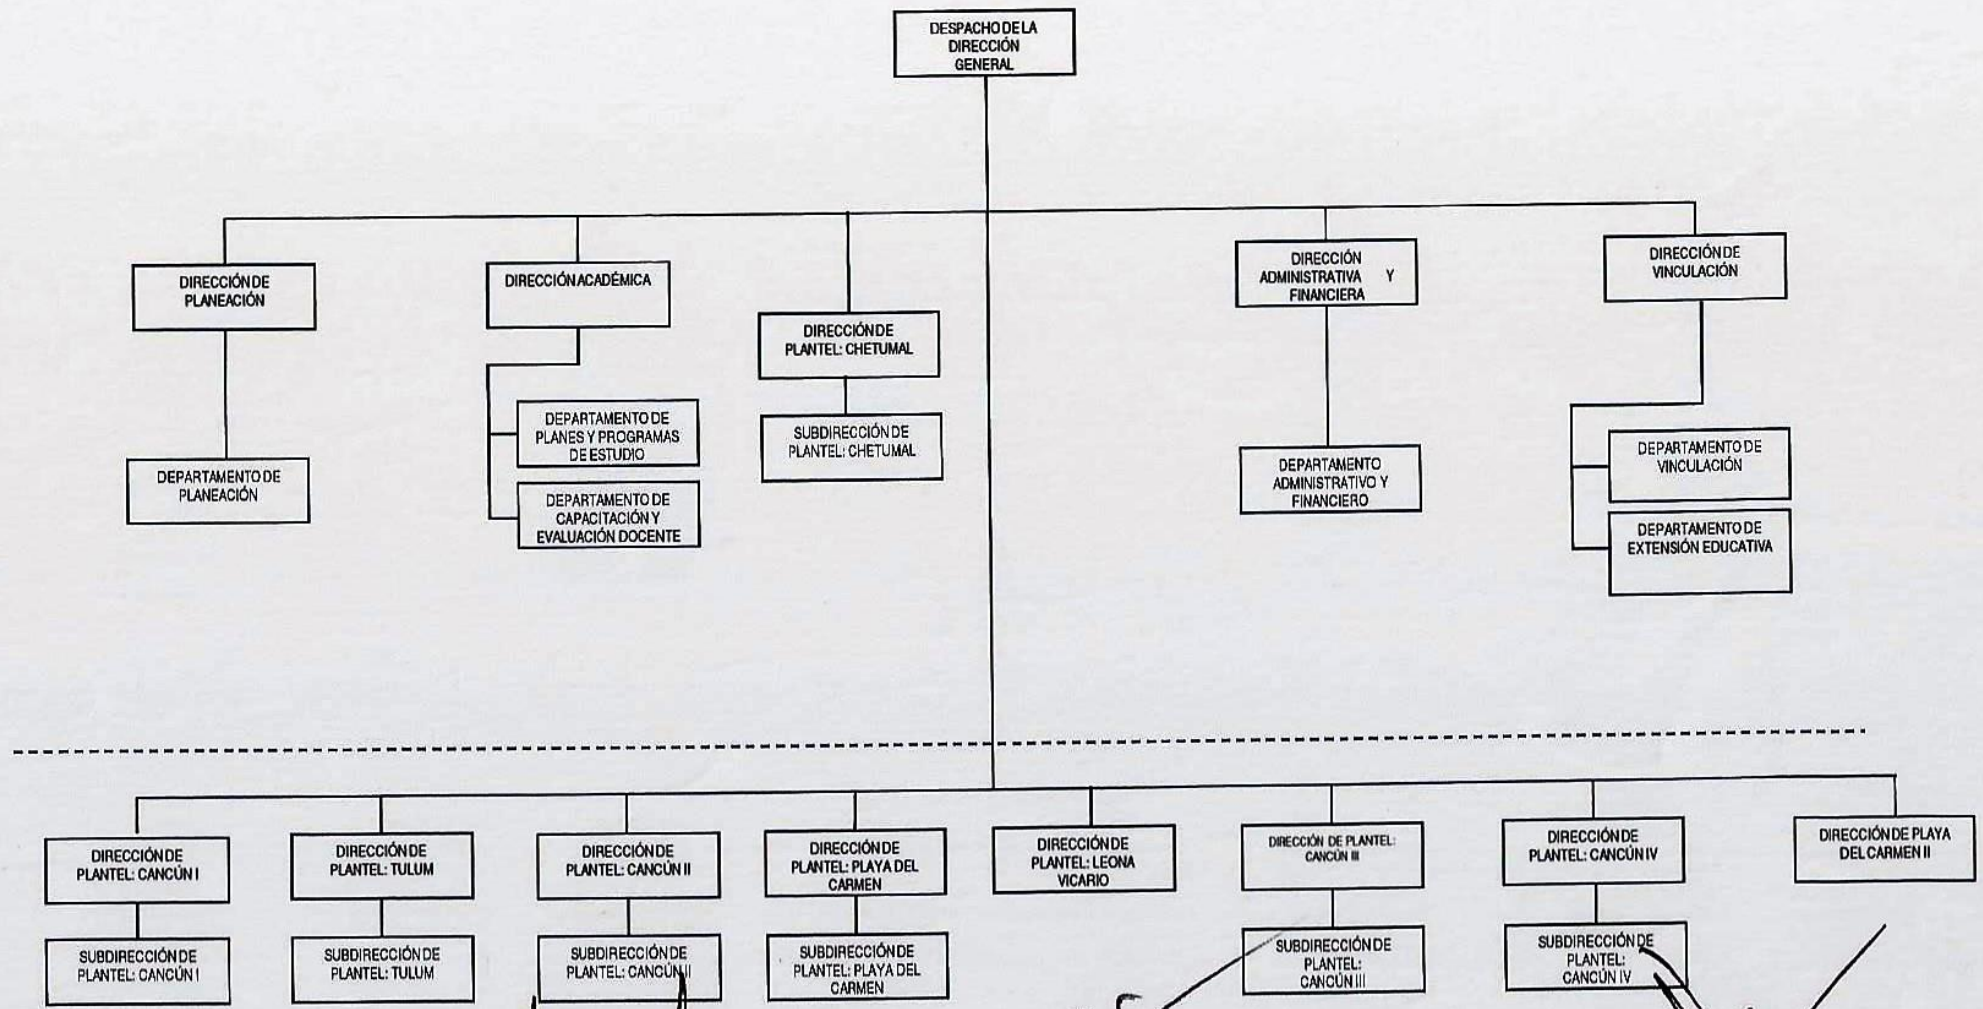 DESPACHO DE LA
DIRECCIÓN
GENERAL
DIRECCIÓN DE
PLANEACIÓN
DIRECCIÓN ACADÉMICA
DIRECCIÓN DE
PLANTEL: CHETUMAL
DIRECCIÓN
ADMINISTRATIVA Y
FINANCIERA
DIRECCIÓN DE
VINCULACIÓN
DEPARTAMENTO DE
PLANEACIÓN
DEPARTAMENTO DE
PLANES Y PROGRAMAS
DE ESTUDIO
DEPARTAMENTO DE
CAPACITACIÓN Y
EVALUACIÓN DOCENTE
SUBDIRECCIÓN DE
PLANTEL: CHETUMAL
DEPARTAMENTO
ADMINISTRATIVO Y
FINANCIERO
DEPARTAMENTO DE
VINCULACIÓN
DEPARTAMENTO DE
EXTENSIÓN EDUCATIVA
DIRECCIÓN DE
PLANTEL: CANCÚN I
DIRECCIÓN DE
PLANTEL: TULUM
DIRECCIÓN DE
PLANTEL: CANCÚN II
DIRECCIÓN DE
PLANTEL: PLAYA DEL
CARMEN
DIRECCIÓN DE
PLANTEL: LEONA
VICARIO
DIRECCIÓN DE PLANTEL:
CANCÚN III
DIRECCIÓN DE
PLANTEL: CANCÚN IV
DIRECCIÓN DE PLAYA
DEL CARMEN II
SUBDIRECCIÓN DE
PLANTEL: CANCÚN I
SUBDIRECCIÓN DE
PLANTEL: TULUM
SUBDIRECCIÓN DE
PLANTEL: CANCÚN II
SUBDIRECCIÓN DE
PLANTEL: PLAYA DEL
CARMEN
SUBDIRECCIÓN DE
PLANTEL:
CANCÚN III
SUBDIRECCIÓN DE
PLANTEL:
CANCÚN IV